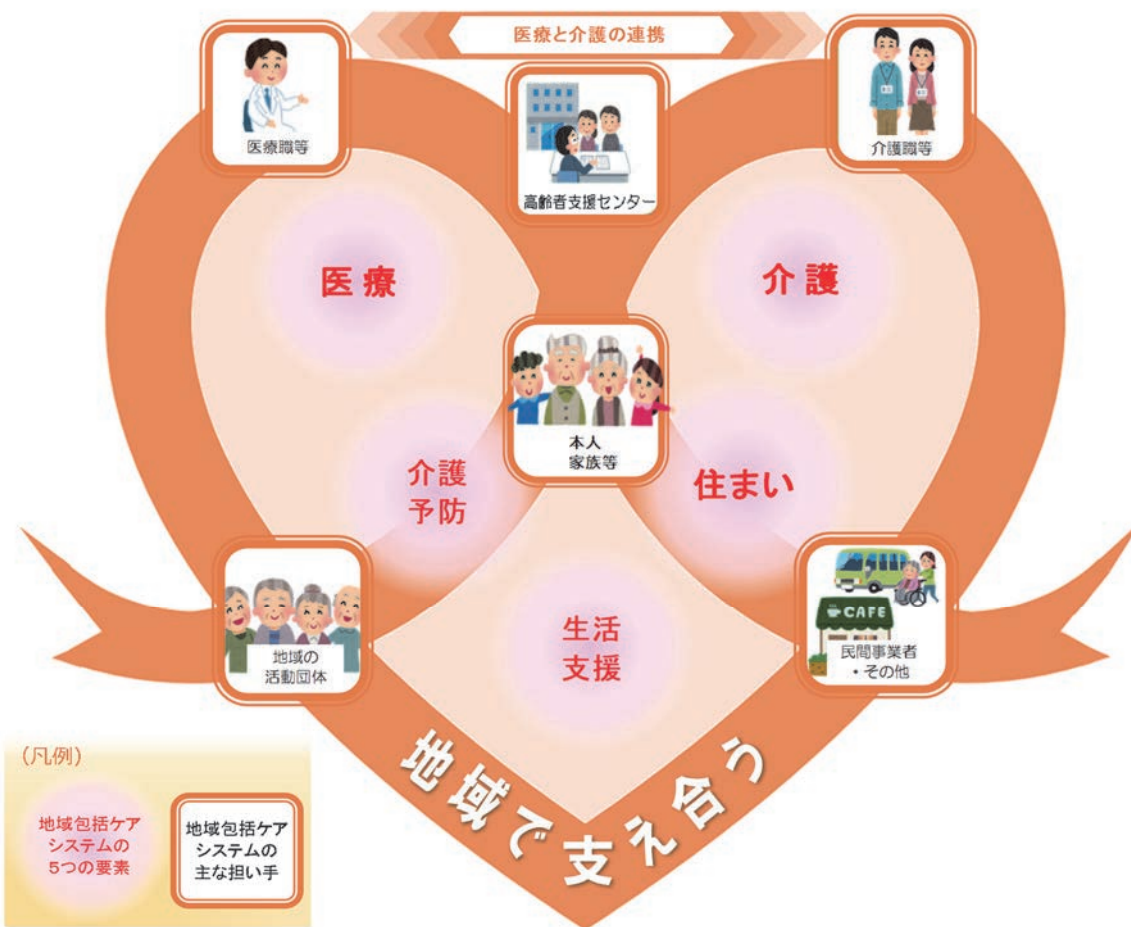 医療と介護の連携
医療職等
高齢者支援センター
介護職等
医療
介護
本人
家族等
介護
予防
住まい
生活
支援
地域の
活動団体
CAFE
民間事業者
・その他
地域で支え合う
(凡例)
地域包括ケア
システムの
5つの要素
地域包括ケア
システムの
主な担い手